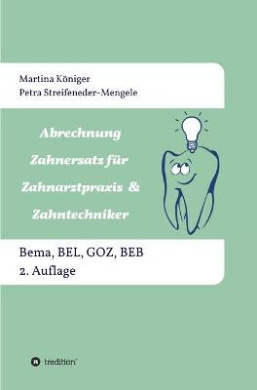 Martina Königer
Petra Streifeneder-Mengele
Abrechnung
Zahnersatz für
Zahnarztpraxis &
Zahntechniker
Bema, BEL, GOZ, BEB
2. Auflage
tredition®